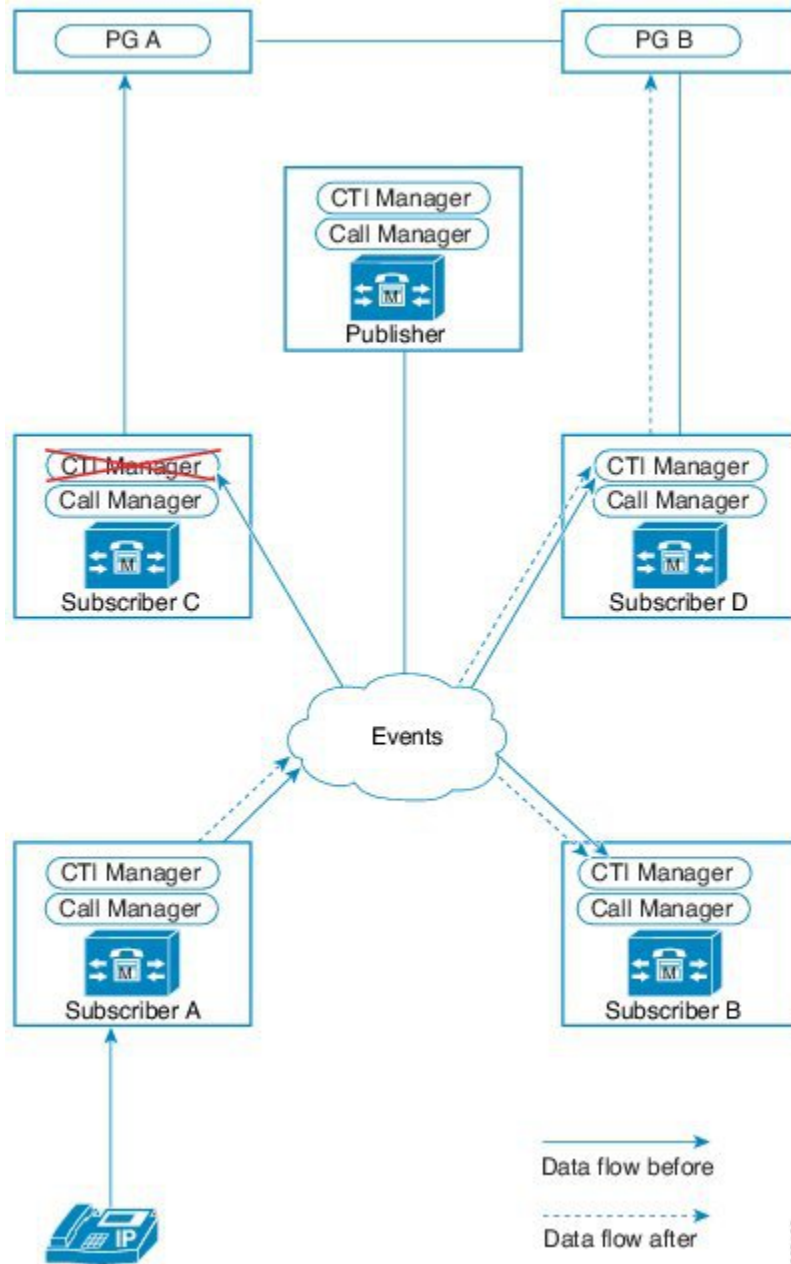 PG A
PG B
CTI Manager
Call Manager
M
Publisher
CTI Manager
Call Manager
M
Subscriber C
CTI Manager
Call Manager
M
Subscriber D
Events
CTI Manager
Call Manager
M
Subscriber A
CTI Manager
Call Manager
M
Subscriber B
IP
Data flow before
Data flow after